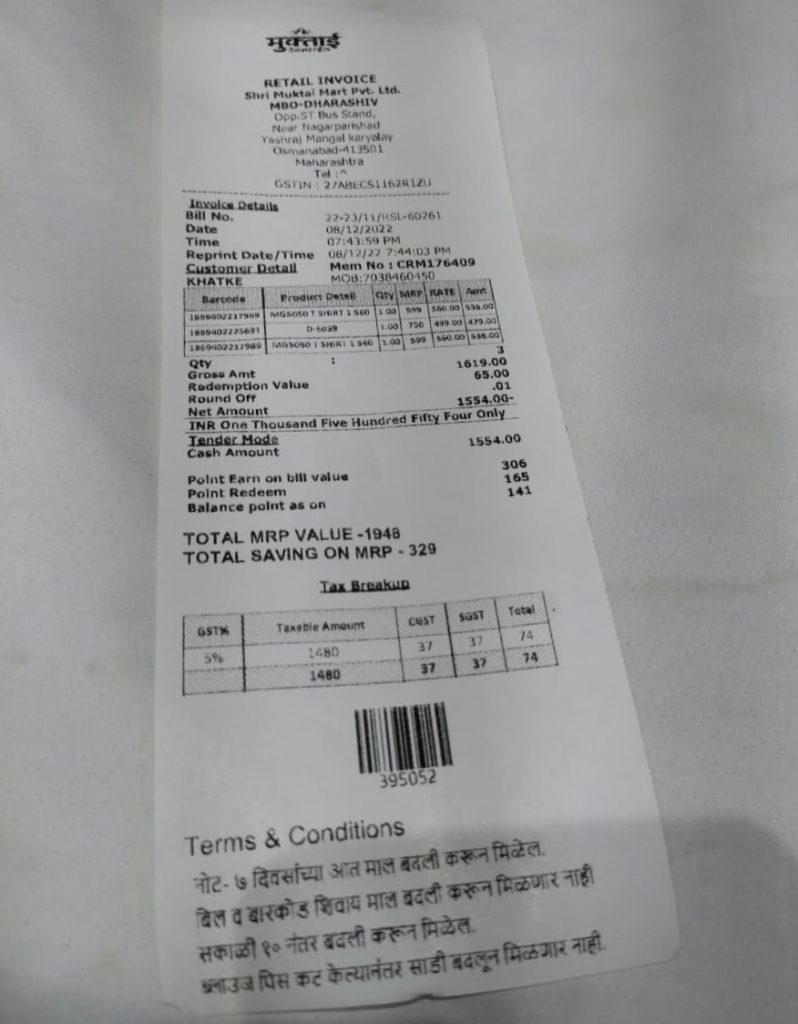 मुक्ताई
RETAIL INVOICE
Shri Muktai Mart Pvt. Ltd.
MBO-DHARASHIV
Opp.ST Bus Stand,
Near Nagarparishad
Yashraj Mangal karyalay
Osmanabad-413501
Maharashtra
Tel :^
GSTIN : 27ABECS1162R1ZU
Invoice Details
Bill No. 22-23/11/RSL-60261
Date 08/12/2022
Time 07:43:59 PM
Reprint Date/Time 08/12/22 7:44:03 PM
Customer Detail Mem No : CRM176409
KHATKE MOB:7038460450
Barcode Product Detail Qty MRP RATE Amt
1869402217989 MG5050 T SHIRT 1 560 1.00 599 560.00 538.00
1869402225691 D-5039 1.00 750 499.00 479.00
1869402217989 MG5050 T SHIRT 1 560 1.00 599 560.00 538.00
Qty : 3
Gross Amt 1619.00
Redemption Value 65.00
Round Off .01
Net Amount 1554.00-
INR One Thousand Five Hundred Fifty Four Only
Tender Mode
Cash Amount 1554.00
Point Earn on bill value 306
Point Redeem 165
Balance point as on 141
TOTAL MRP VALUE -1948
TOTAL SAVING ON MRP - 329
Tax Breakup
GST% Taxable Amount CGST SGST Total
5% 1480 37 37 74
1480 37 37 74
395052
Terms & Conditions
नोट- ७ दिवसांच्या आत माल बदली करून मिळेल.
बिल व बारकोड शिवाय माल बदली करून मिळणार नाही
सकाळी १० नंतर बदली करून मिळेल.
ब्लाउज पिस कट केल्यानंतर साडी बदलून मिळणार नाही.